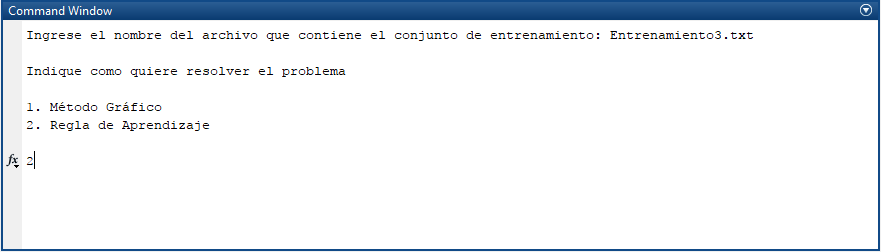 Command Window
Ingrese el nombre del archivo que contiene el conjunto de entrenamiento: Entrenamiento3.txt
Indique como quiere resolver el problema
1. Método Gráfico
2. Regla de Aprendizaje
fx 2